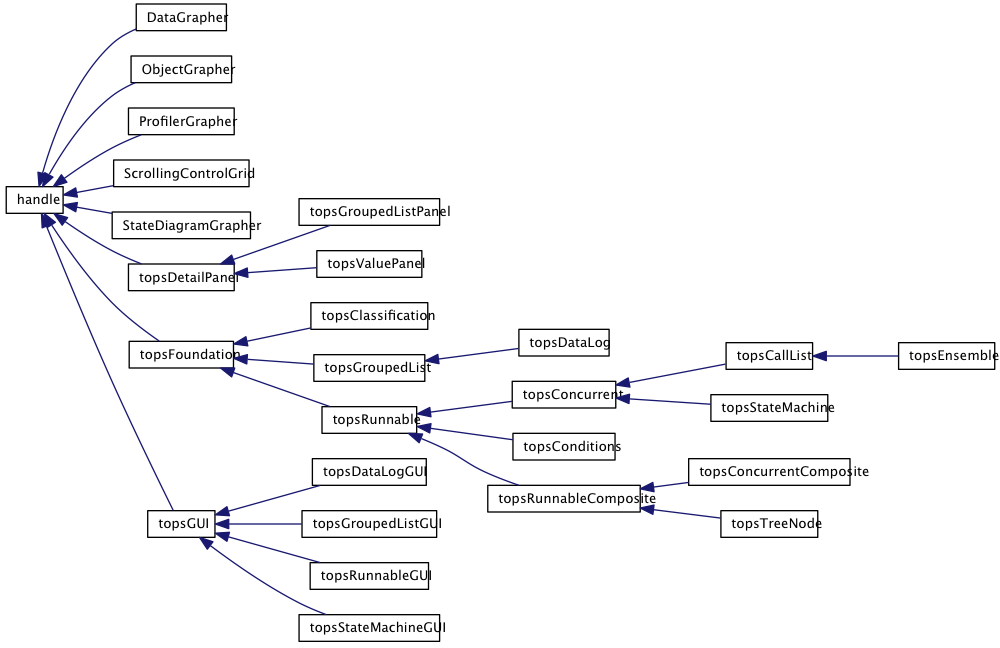 DataGrapher
ObjectGrapher
ProfilerGrapher
ScrollingControlGrid
handle
StateDiagramGrapher
topsGroupedListPanel
topsDetailPanel
topsValuePanel
topsClassification
topsFoundation
topsGroupedList
topsDataLog
topsCallList
topsEnsemble
topsConcurrent
topsStateMachine
topsRunnable
topsConditions
topsConcurrentComposite
topsRunnableComposite
topsTreeNode
topsDataLogGUI
topsGUI
topsGroupedListGUI
topsRunnableGUI
topsStateMachineGUI